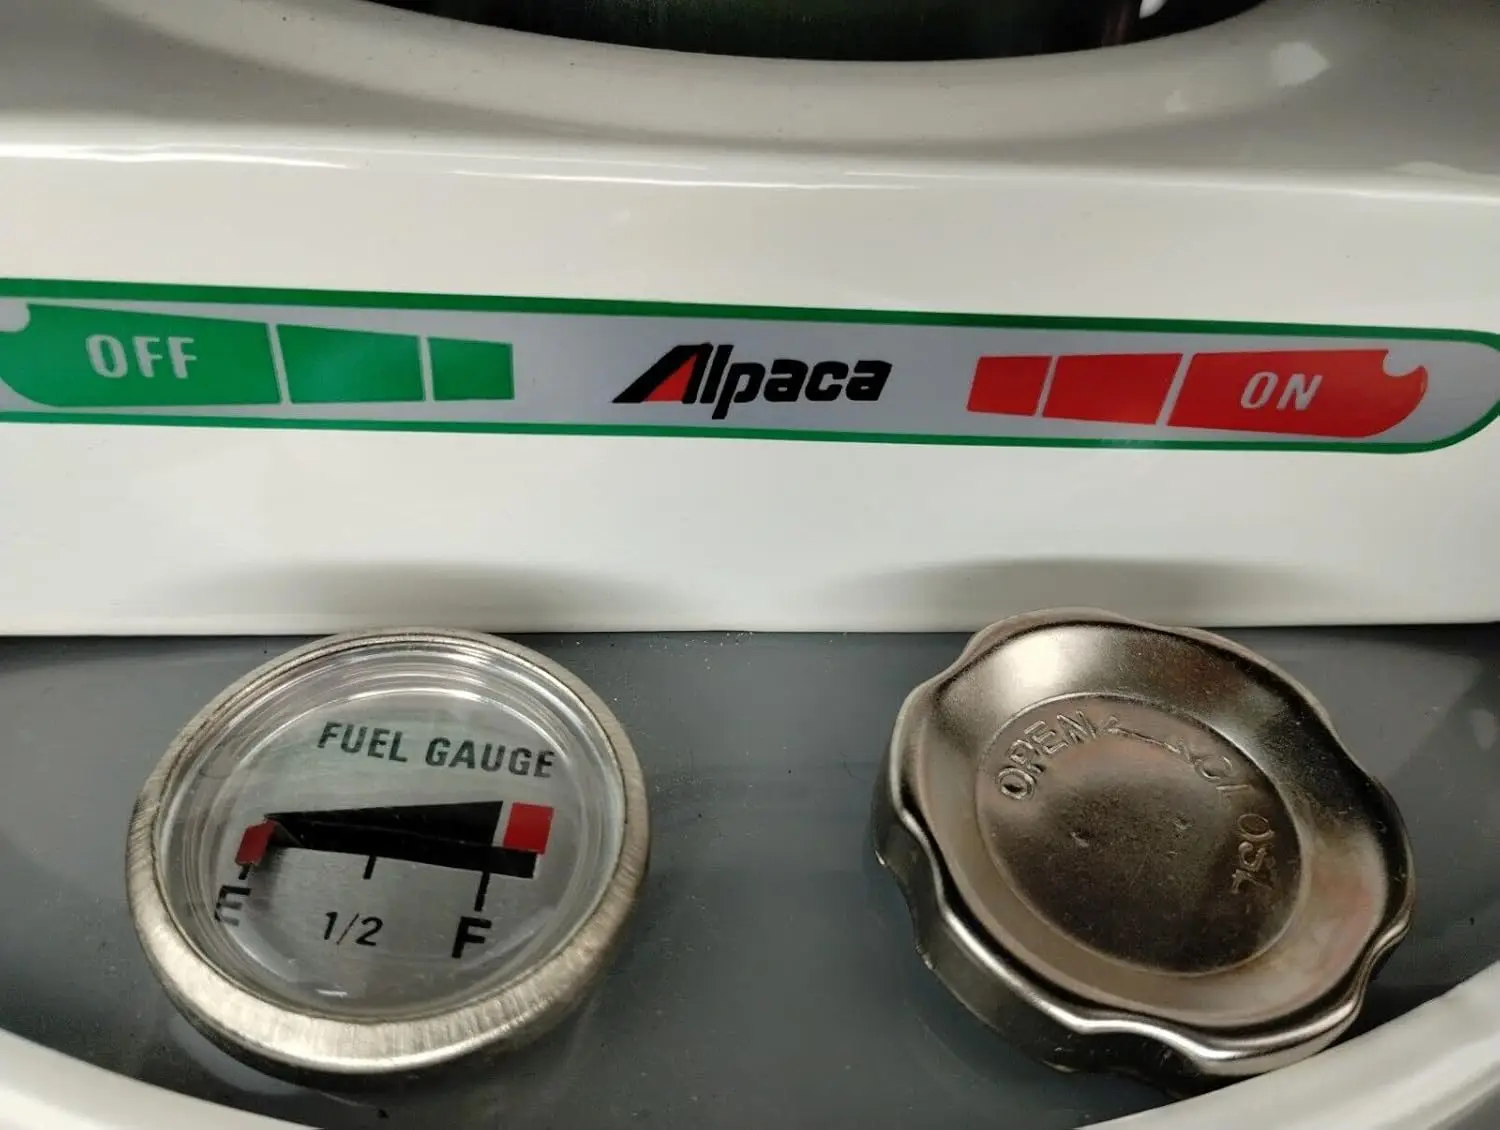 OFF
Alpaca
ON
FUEL GAUGE
E
1/2
F
OPEN